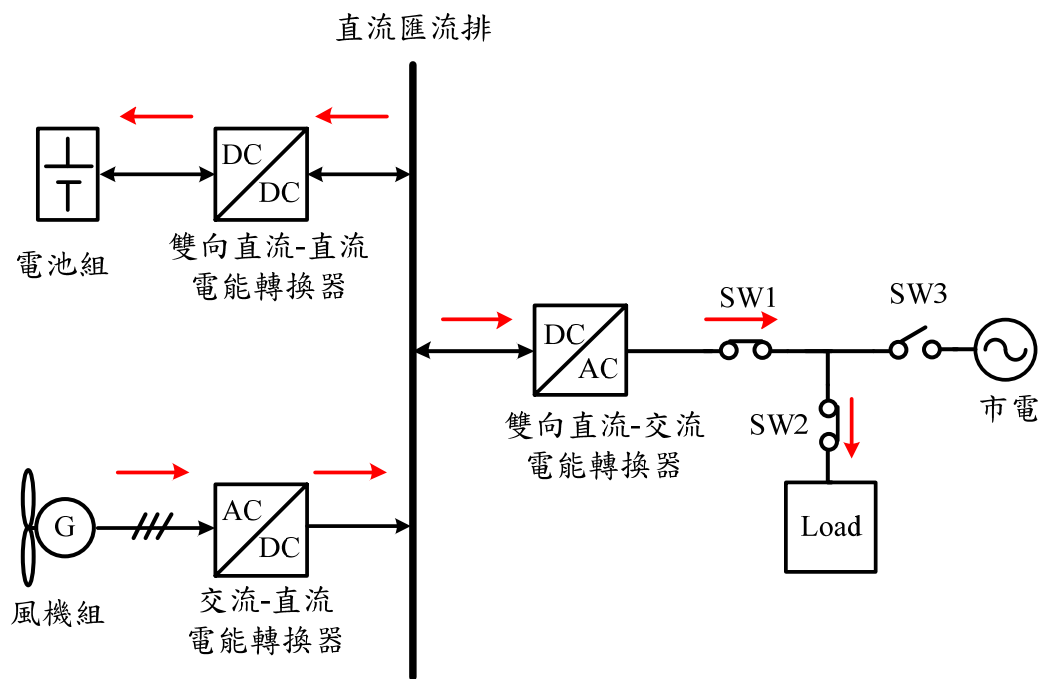 直流匯流排
DC
DC
電池組
雙向直流-直流
電能轉換器
SW1
SW3
DC
AC
市電
雙向直流-交流
電能轉換器
SW2
G
AC
DC
Load
風機組
交流-直流
電能轉換器